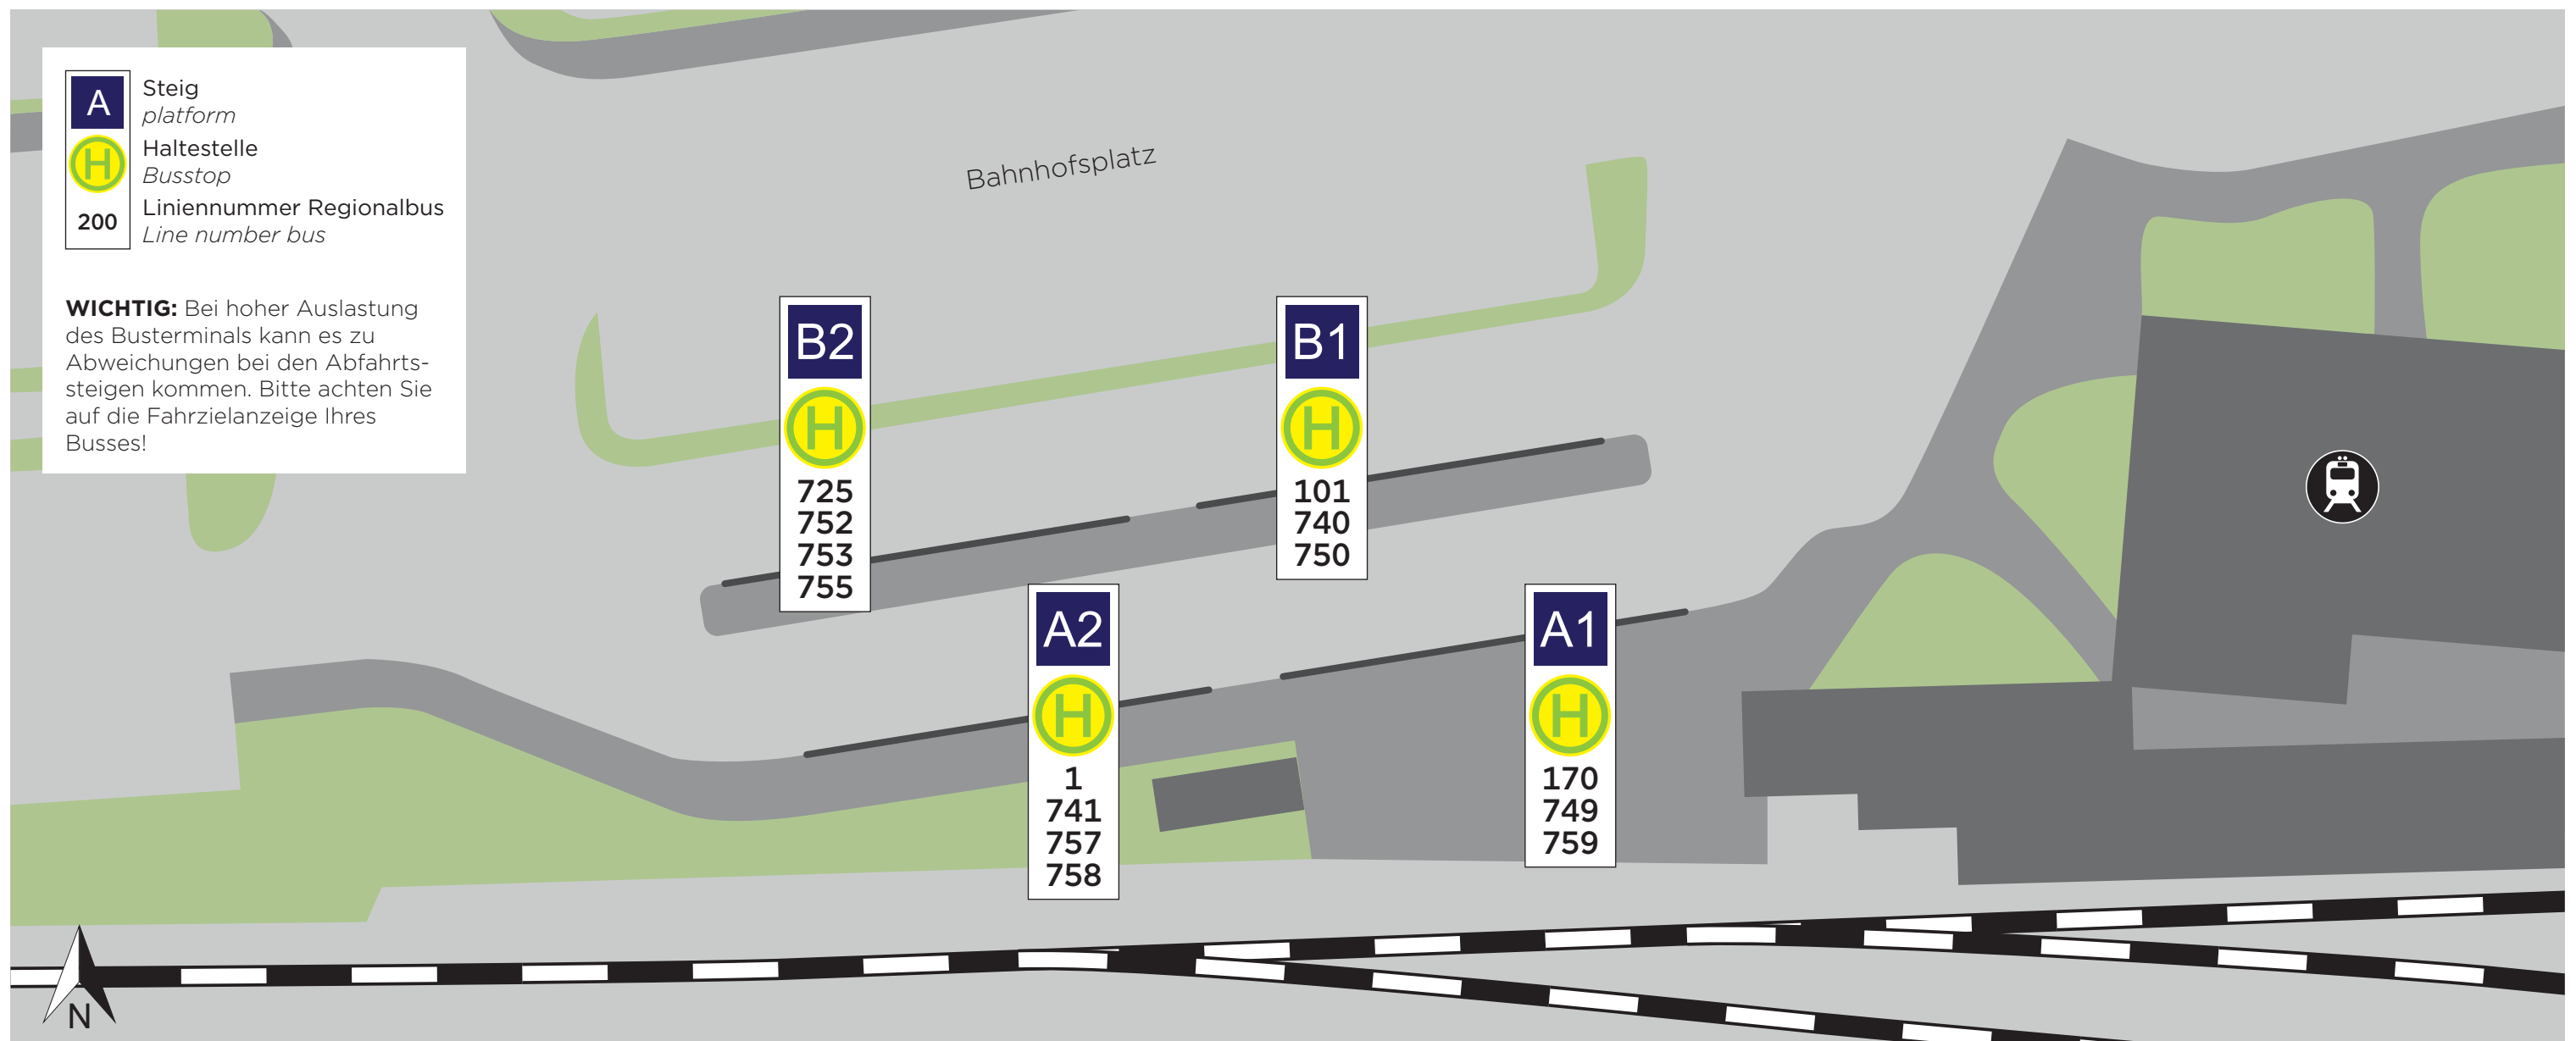 A
Steig
platform
H
Haltestelle
Busstop
200
Liniennummer Regionalbus
Line number bus
WICHTIG: Bei hoher Auslastung
des Busterminals kann es zu
Abweichungen bei den Abfahrts-
steigen kommen. Bitte achten Sie
auf die Fahrzielanzeige Ihres
Busses!
Bahnhofsplatz
B2
H
725
752
753
755
B1
H
101
740
750
A2
H
1
741
757
758
A1
H
170
749
759
N